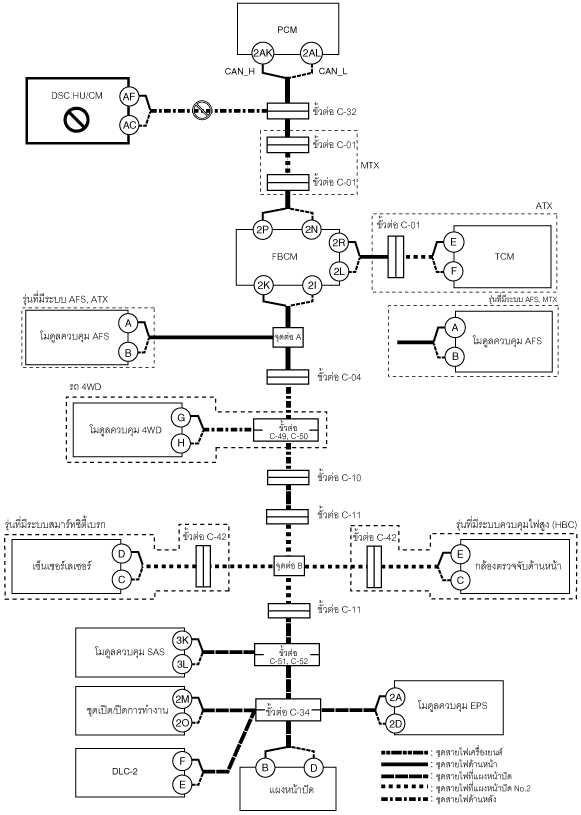 PCM
2AK
2AL
CAN_H
CAN_L
DSC HU/CM
AF
AC
ขั้วต่อ C-32
ขั้วต่อ C-01
MTX
ขั้วต่อ C-01
ATX
2P
2N
ขั้วต่อ C-01
FBCM
2R
2L
E
F
TCM
2K
2I
รุ่นที่มีระบบ AFS, ATX
โมดูลควบคุม AFS
A
B
ชุดต่อ A
รุ่นที่มีระบบ AFS, MTX
A
B
โมดูลควบคุม AFS
ขั้วต่อ C-04
รถ 4WD
โมดูลควบคุม 4WD
G
H
ขั้วต่อ
C-49, C-50
ขั้วต่อ C-10
ขั้วต่อ C-11
รุ่นที่มีระบบสมาร์ทซิตี้เบรก
ขั้วต่อ C-42
เซ็นเซอร์เลเซอร์
D
C
ชุดต่อ B
รุ่นที่มีระบบควบคุมไฟสูง (HBC)
ขั้วต่อ C-42
E
C
กล้องตรวจจับด้านหน้า
ขั้วต่อ C-11
โมดูลควบคุม SAS
3K
3L
ขั้วต่อ
C-51, C-52
ชุดเปิด/ปิดการทำงาน
2M
2O
ขั้วต่อ C-34
2A
2D
โมดูลควบคุม EPS
DLC-2
F
E
B
D
แผงหน้าปัด
: ชุดสายไฟเครื่องยนต์
: ชุดสายไฟด้านหน้า
: ชุดสายไฟที่แผงหน้าปัด
: ชุดสายไฟที่แผงหน้าปัด No.2
: ชุดสายไฟด้านหลัง